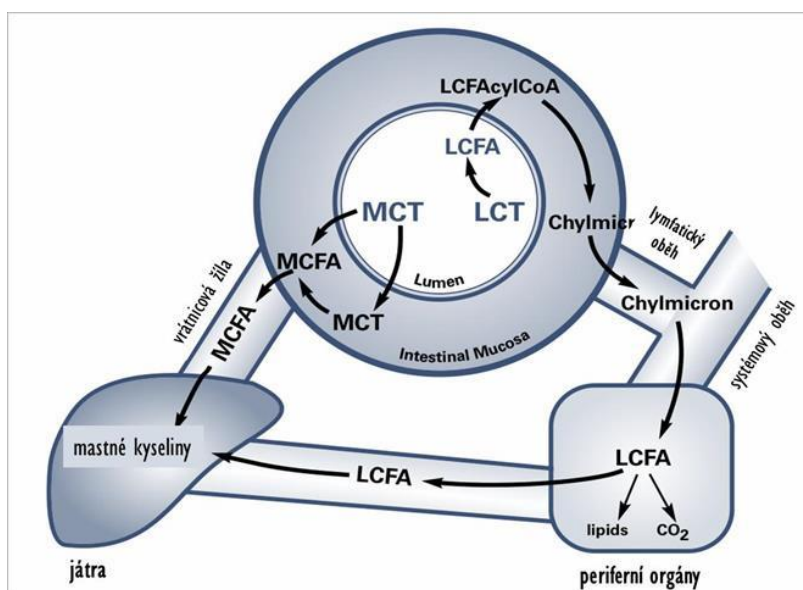 LCFAcylCoA
LCFA
MCT
LCT
Chylmicr
lymfatický
oběh
MCFA
Lumen
vrátnicová žíla
Chylmicron
MCT
MCFA
Intestinal Mucosa
systémový oběh
mastné kyseliny
LCFA
LCFA
lipids
CO2
játra
periferní orgány